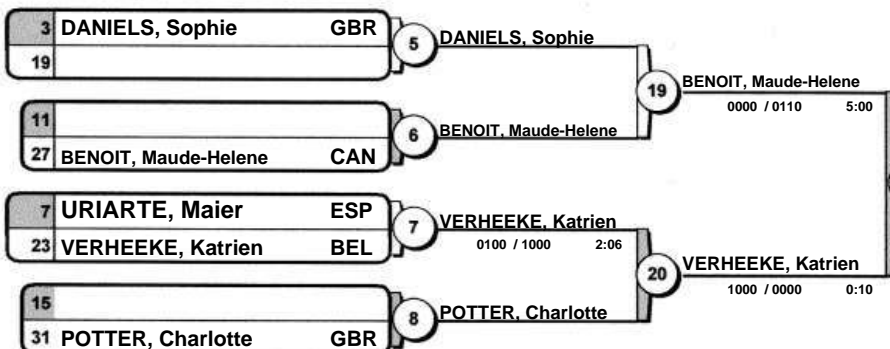 3 DANIELS, Sophie GBR
19
5
DANIELS, Sophie
11
27 BENOIT, Maude-Helene CAN
6
BENOIT, Maude-Helene
19
BENOIT, Maude-Helene
0000 / 0110 5:00
7 URIARTE, Maier ESP
23 VERHEEKE, Katrien BEL
7
VERHEEKE, Katrien
0100 / 1000 2:06
15
31 POTTER, Charlotte GBR
8
POTTER, Charlotte
20
VERHEEKE, Katrien
1000 / 0000 0:10